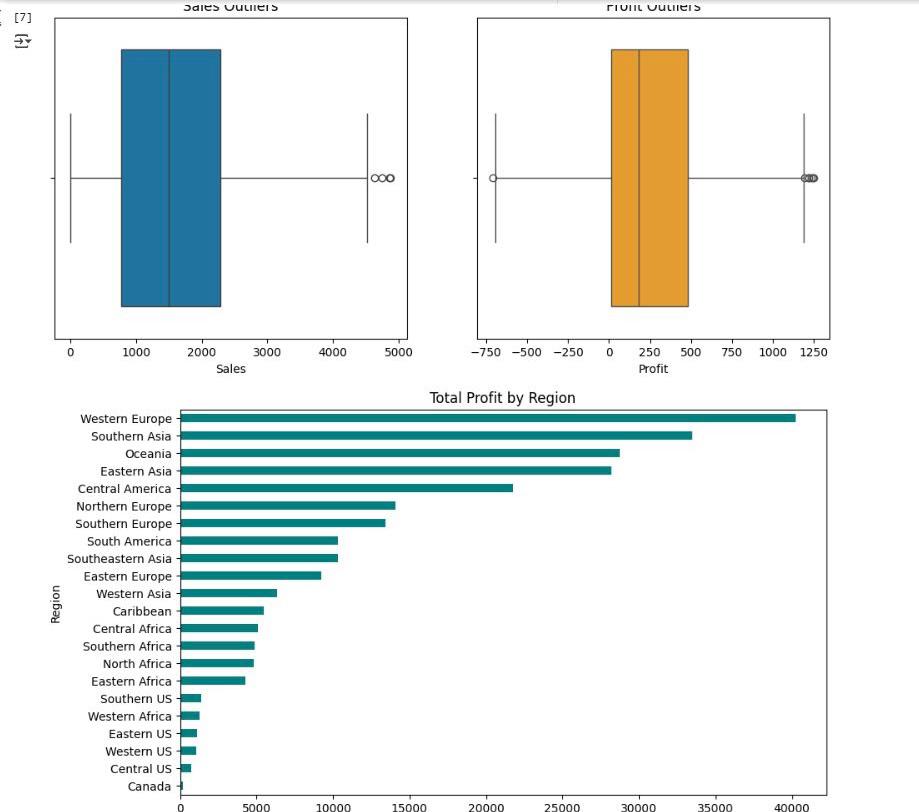 [7]
Sales Outliers
Profit Outliers
0 1000 2000 3000 4000 5000
Sales
−750 −500 −250 0 250 500 750 1000 1250
Profit
Total Profit by Region
Western Europe
Southern Asia
Oceania
Eastern Asia
Central America
Northern Europe
Southern Europe
South America
Southeastern Asia
Eastern Europe
Western Asia
Caribbean
Central Africa
Southern Africa
North Africa
Eastern Africa
Southern US
Western Africa
Eastern US
Western US
Central US
Canada
Region
0 5000 10000 15000 20000 25000 30000 35000 40000